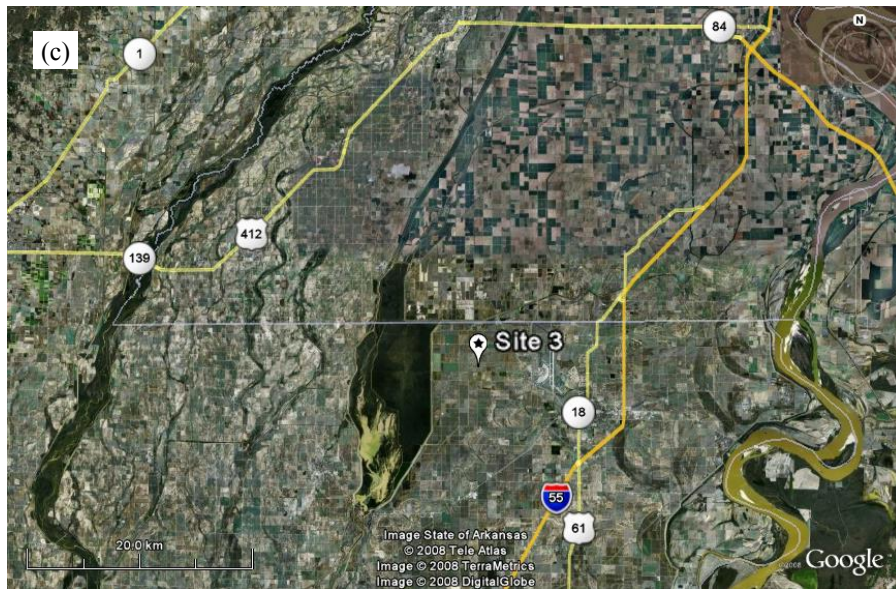 (c)
1
84
N
412
139
Site 3
18
55
61
20.0 km
Image State of Arkansas
© 2008 Tele Atlas
Image © 2008 TerraMetrics
Image © 2008 DigitalGlobe
©2008 Google